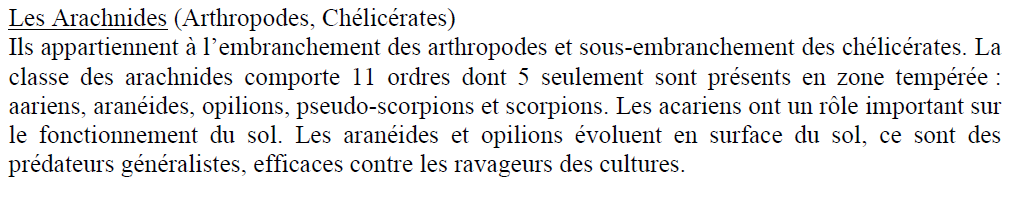 Les Arachnides (Arthropodes, Chélicérates)
Ils appartiennent à l’embranchement des arthropodes et sous-embranchement des chélicérates. La
classe des arachnides comporte 11 ordres dont 5 seulement sont présents en zone tempérée :
aariens, aranéides, opilions, pseudo-scorpions et scorpions. Les acariens ont un rôle important sur
le fonctionnement du sol. Les aranéides et opilions évoluent en surface du sol, ce sont des
prédateurs généralistes, efficaces contre les ravageurs des cultures.